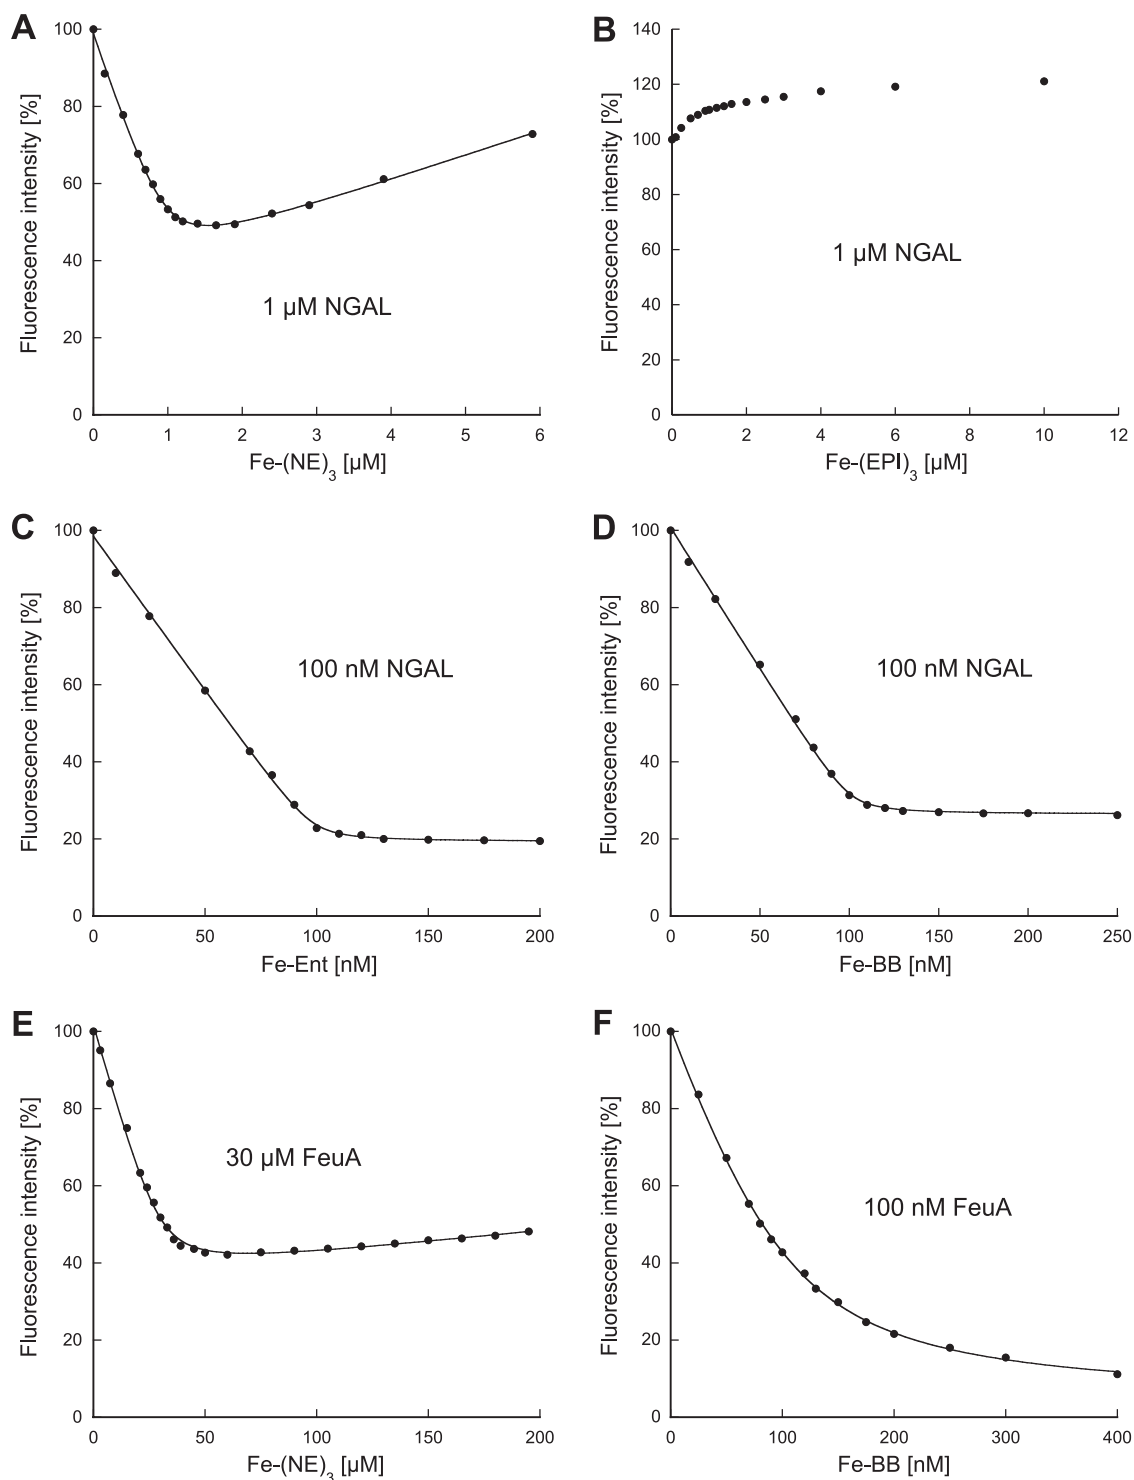 A
Fluorescence intensity [%]
100
80
60
40
20
0
1 µM NGAL
0 1 2 3 4 5 6
Fe-(NE)3 [µM]
B
Fluorescence intensity [%]
140
120
100
80
60
40
20
0
1 µM NGAL
0 2 4 6 8 10 12
Fe-(EPI)3 [µM]
C
Fluorescence intensity [%]
100
80
60
40
20
0
100 nM NGAL
0 50 100 150 200
Fe-Ent [nM]
D
Fluorescence intensity [%]
100
80
60
40
20
0
100 nM NGAL
0 50 100 150 200 250
Fe-BB [nM]
E
Fluorescence intensity [%]
100
80
60
40
20
0
30 µM FeuA
0 50 100 150 200
Fe-(NE)3 [µM]
F
Fluorescence intensity [%]
100
80
60
40
20
0
100 nM FeuA
0 100 200 300 400
Fe-BB [nM]